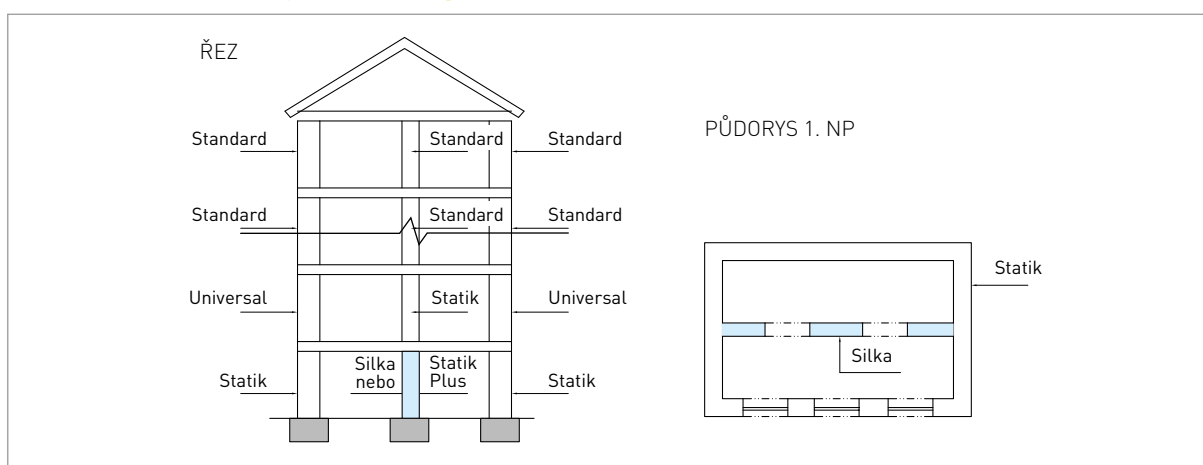 ŘEZ
PŮDORYS 1. NP
Standard Standard Standard
Standard Standard Standard
Universal Statik Universal
Statik
Silka
nebo
Statik
Plus
Statik
Statik
Silka